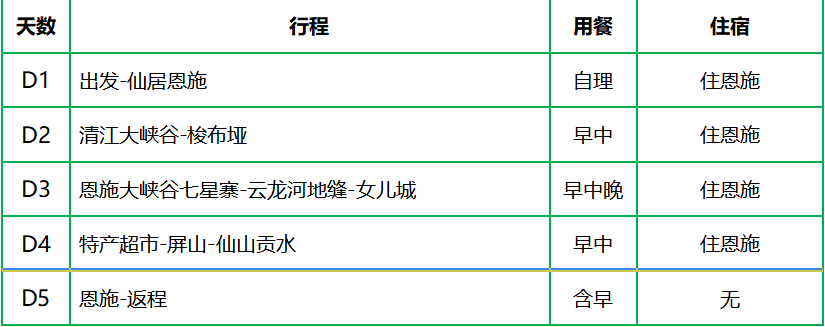 天数 行程 用餐 住宿
D1 出发-仙居恩施 自理 住恩施
D2 清江大峡谷-梭布垭 早中 住恩施
D3 恩施大峡谷七星寨-云龙河地缝-女儿城 早中晚 住恩施
D4 特产超市-屏山-仙山贡水 早中 住恩施
D5 恩施-返程 含早 无